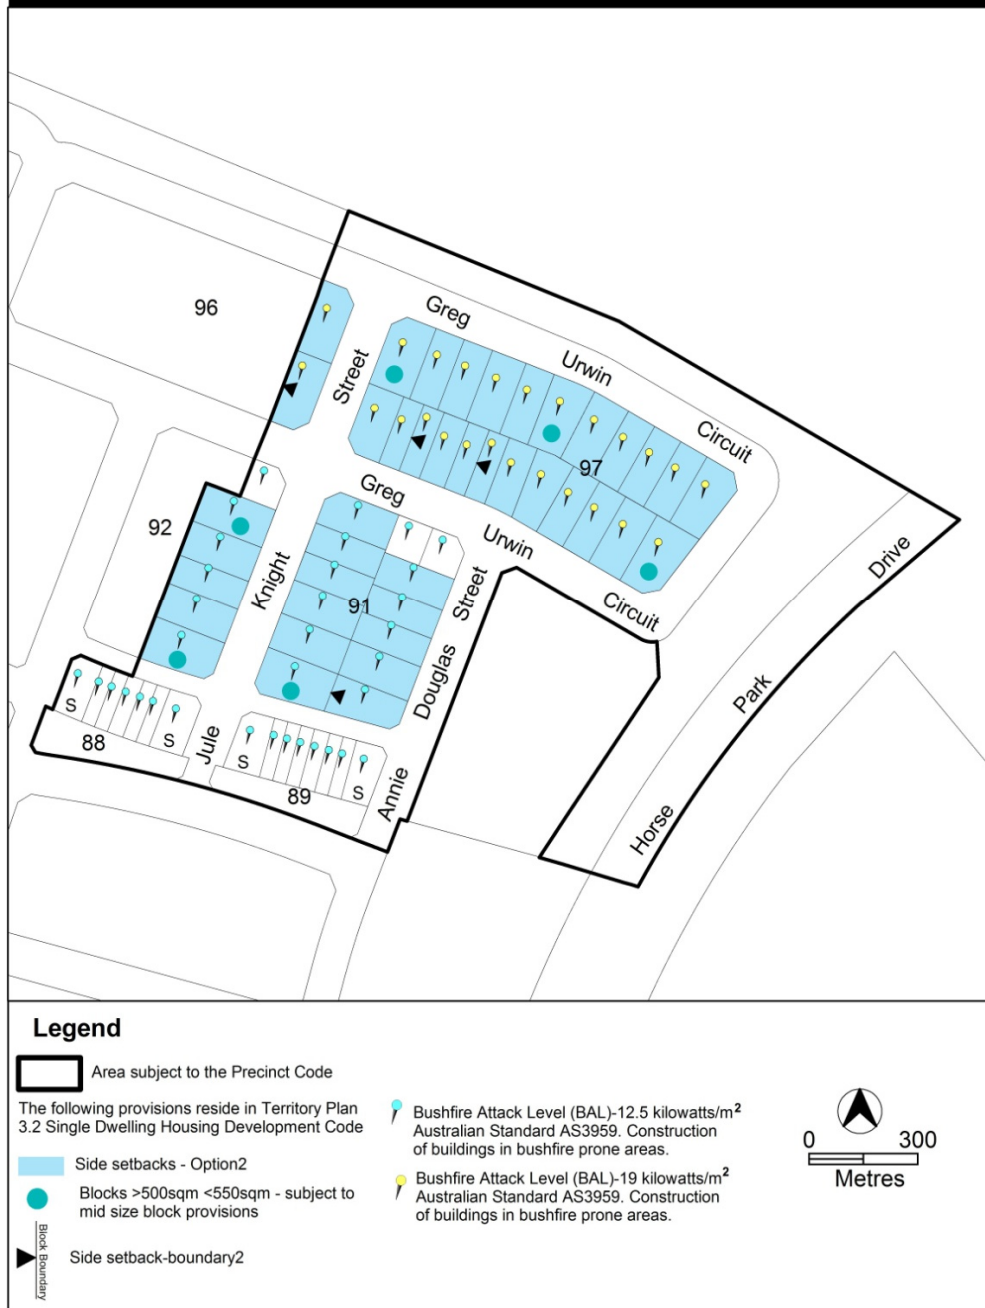 96
Greg
Urwin
Circuit
Street
97
Greg
Urwin
Circuit
92
Knight
91
Street
Douglas
Drive
Park
Horse
S
S
88
Jule
S
S
89
Annie
Legend
Area subject to the Precinct Code
The following provisions reside in Territory Plan
3.2 Single Dwelling Housing Development Code
Side setbacks - Option2
Blocks >500sqm <550sqm - subject to
mid size block provisions
Block Boundary
Side setback-boundary2
Bushfire Attack Level (BAL)-12.5 kilowatts/m²
Australian Standard AS3959. Construction
of buildings in bushfire prone areas.
Bushfire Attack Level (BAL)-19 kilowatts/m²
Australian Standard AS3959. Construction
of buildings in bushfire prone areas.
0 300
Metres